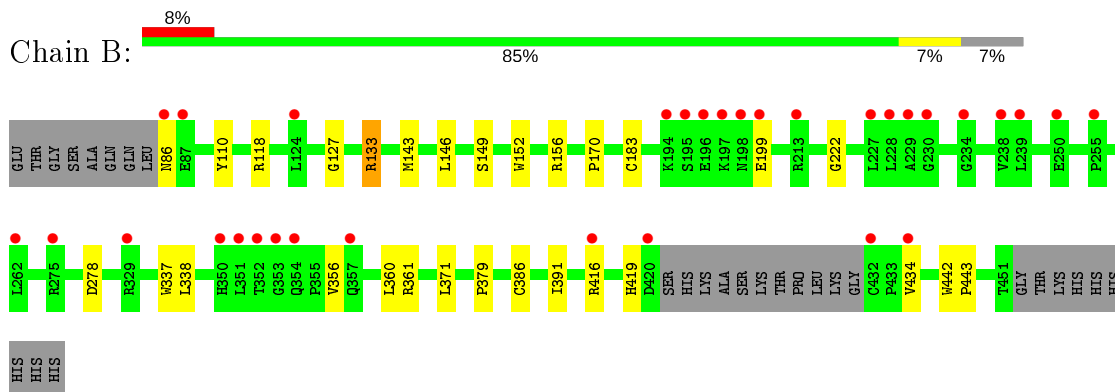 8%
Chain B:
85% 7% 7%
GLU THR GLY SER ALA GLN GLN LEU N86 E87 Y110 R118 L124 G127 R133 M143 L146 S149 W152 R156 P170 C183 K194 S195 E196 K197 N198 E199 R213 G222 L227 L228 A229 G230 G234 V238 L239 E250 P255
L262 R275 D278 R329 W337 L338 H350 L351 T352 G353 Q354 P355 V356 Q357 L360 R361 L371 P379 C386 I391 R416 H419 D420 SER HIS LYS ALA SER LYS THR PRO LEU LYS GLY C432 P433 V434 W442 P443 T451 GLY THR LYS HIS HIS HIS
HIS HIS HIS